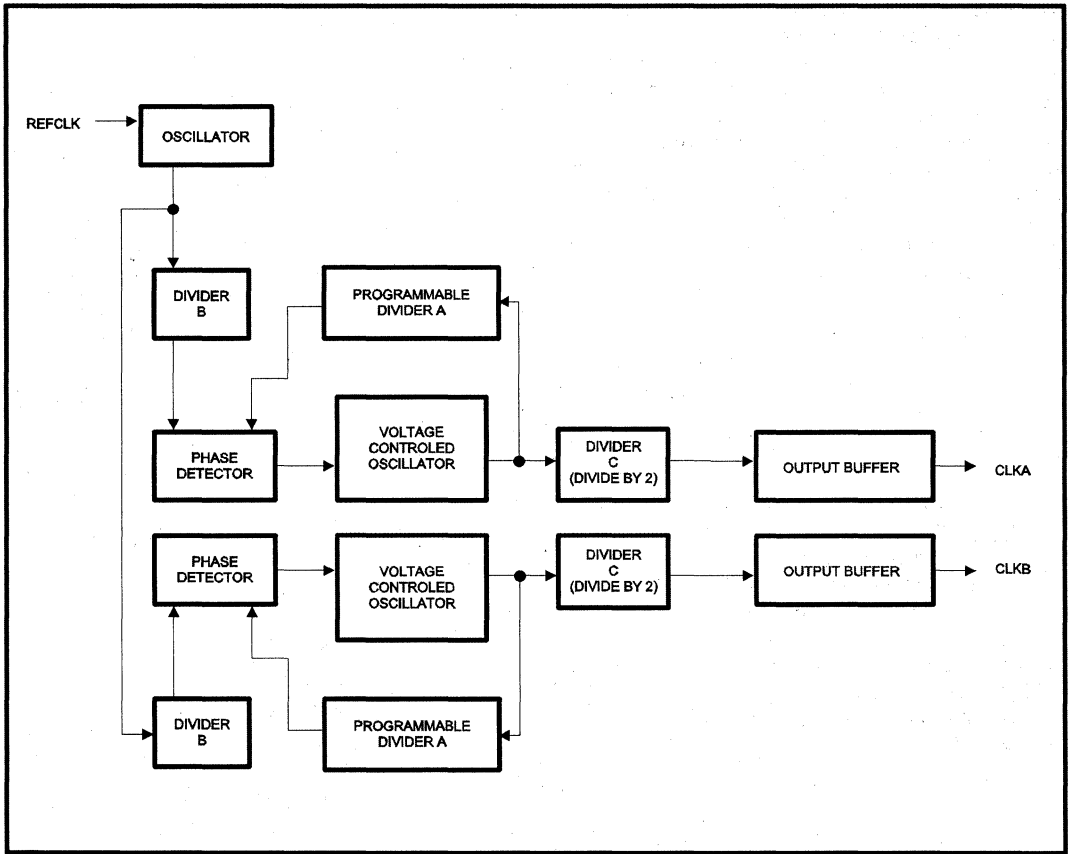 REFCLK
OSCILLATOR
DIVIDER
B
PROGRAMMABLE
DIVIDER A
PHASE
DETECTOR
VOLTAGE
CONTROLED
OSCILLATOR
DIVIDER
C
(DIVIDE BY 2)
OUTPUT BUFFER
CLKA
PHASE
DETECTOR
VOLTAGE
CONTROLED
OSCILLATOR
DIVIDER
C
(DIVIDE BY 2)
OUTPUT BUFFER
CLKB
DIVIDER
B
PROGRAMMABLE
DIVIDER A